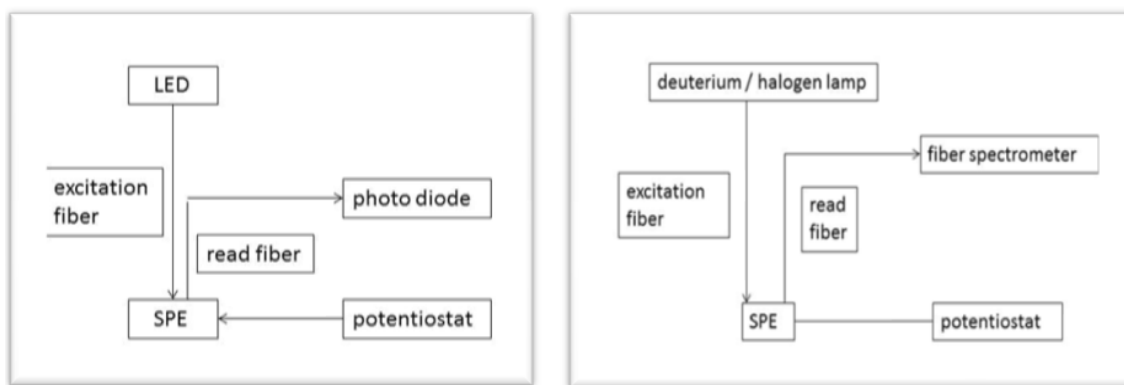 LED
excitation
fiber
photo diode
read fiber
SPE
potentiostat
deuterium / halogen lamp
fiber spectrometer
excitation
fiber
read
fiber
SPE
potentiostat